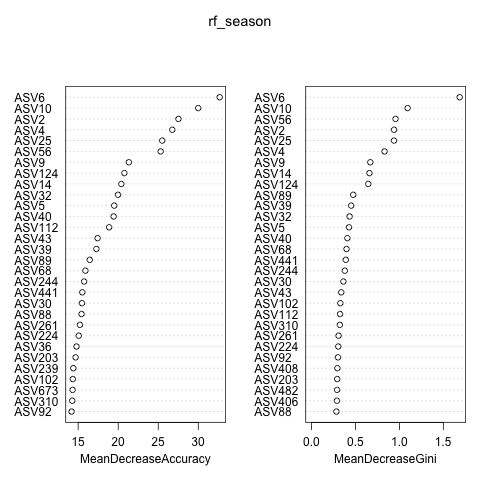 rf_season
ASV6
ASV10
ASV2
ASV4
ASV25
ASV56
ASV9
ASV124
ASV14
ASV32
ASV5
ASV40
ASV112
ASV43
ASV39
ASV89
ASV68
ASV244
ASV441
ASV30
ASV88
ASV261
ASV224
ASV36
ASV203
ASV239
ASV102
ASV673
ASV310
ASV92
15 20 25 30
MeanDecreaseAccuracy
ASV6
ASV10
ASV56
ASV2
ASV25
ASV4
ASV9
ASV14
ASV124
ASV89
ASV39
ASV32
ASV5
ASV40
ASV68
ASV441
ASV244
ASV30
ASV43
ASV102
ASV112
ASV310
ASV261
ASV224
ASV92
ASV408
ASV203
ASV482
ASV406
ASV88
0.0 0.5 1.0 1.5
MeanDecreaseGini